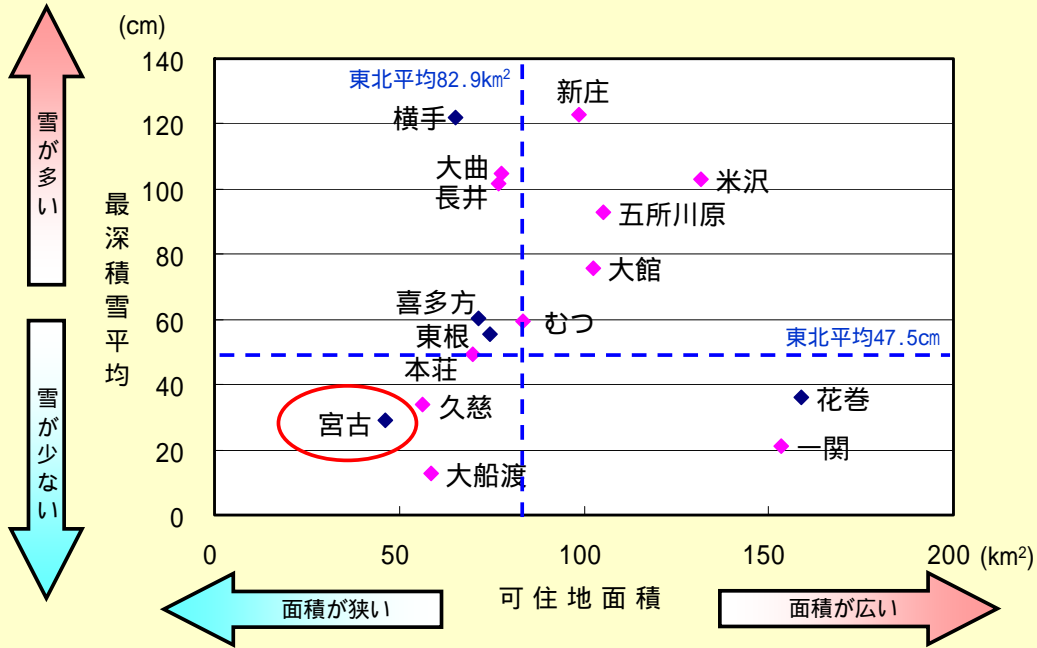 (cm)
140
120
100
80
60
40
20
0
0
50
100
150
200
(km²)
雪が多い
雪が少ない
最深積雪平均
東北平均82.9km²
東北平均47.5cm
新庄
横手
大曲
長井
米沢
五所川原
大館
喜多方
東根
むつ
本荘
久慈
宮古
大船渡
花巻
一関
可住地面積
面積が狭い
面積が広い